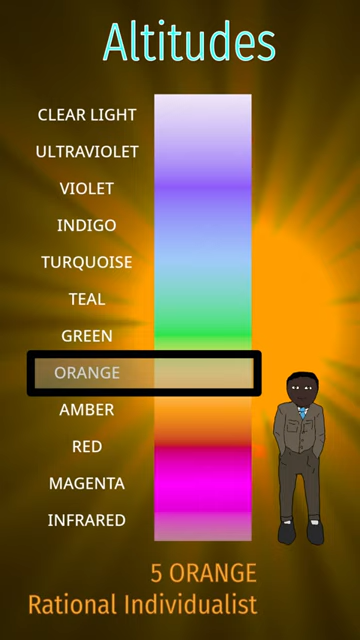 Altitudes
CLEAR LIGHT
ULTRAVIOLET
VIOLET
INDIGO
TURQUOISE
TEAL
GREEN
ORANGE
AMBER
RED
MAGENTA
INFRARED
5 ORANGE
Rational Individualist